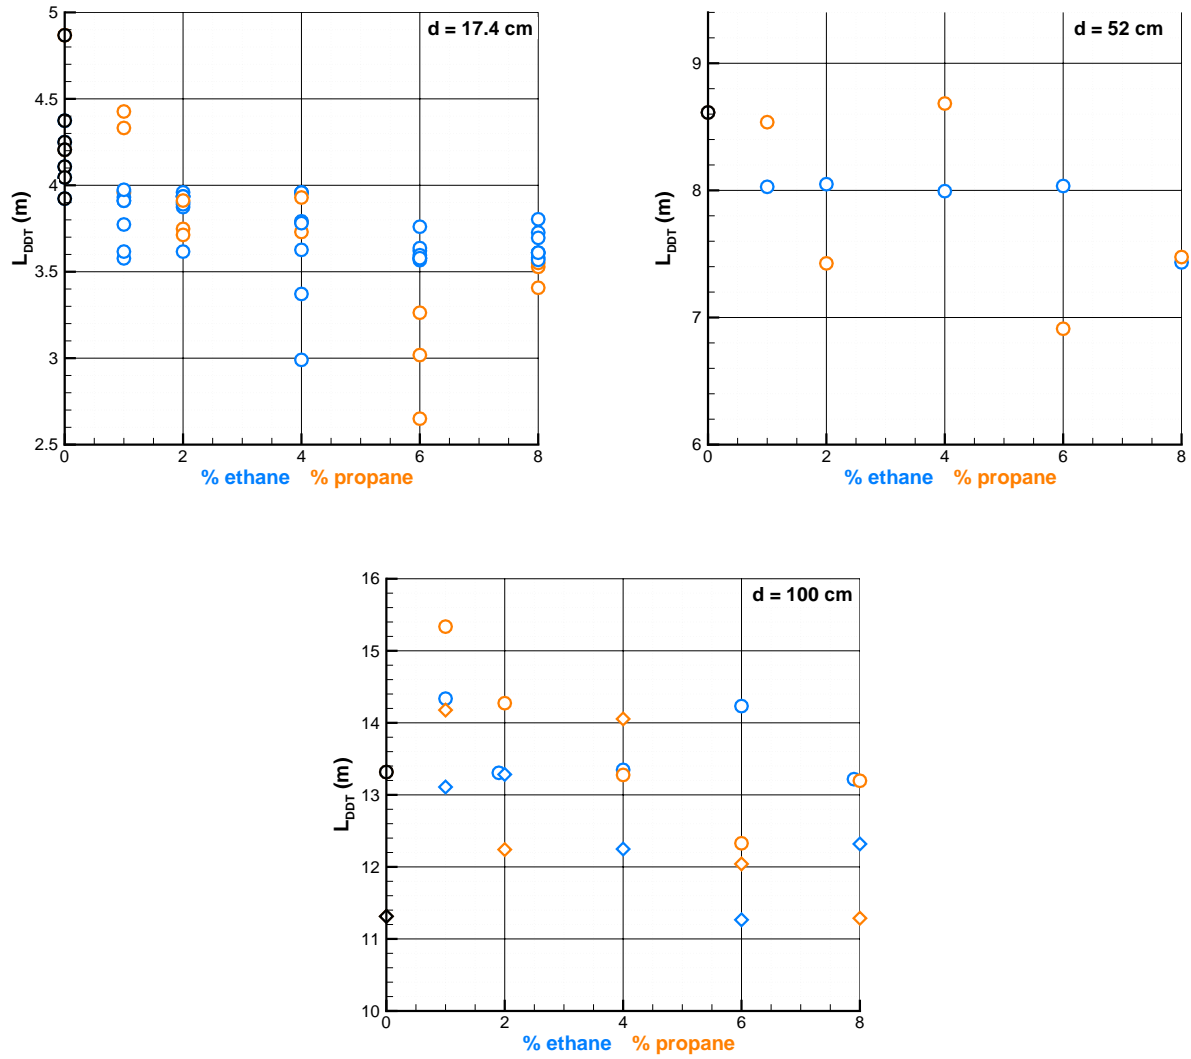 d = 17.4 cm
5
4.5
4
3.5
3
2.5
L_DDT (m)
0 2 4 6 8
% ethane % propane
d = 52 cm
9
8
7
6
L_DDT (m)
0 2 4 6 8
% ethane % propane
d = 100 cm
16
15
14
13
12
11
10
L_DDT (m)
0 2 4 6 8
% ethane % propane